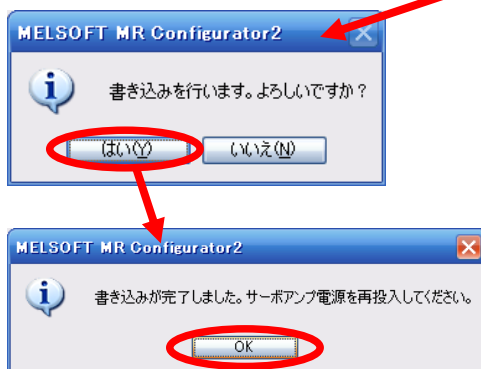 MELSOFT MR Configurator2
書き込みを行います。よろしいですか?
はい(Y)
いいえ(N)
MELSOFT MR Configurator2
書き込みが完了しました。サーボアンプ電源を再投入してください。
OK